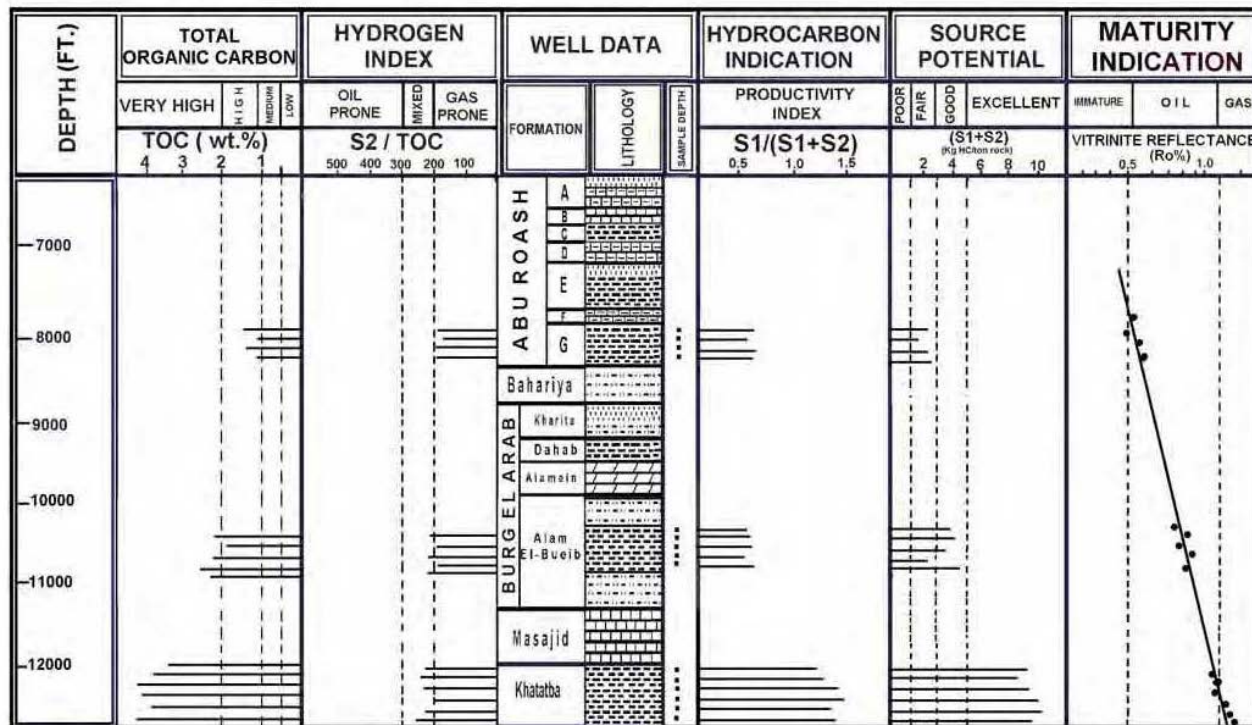 DEPTH (FT.)
TOTAL
ORGANIC CARBON
VERY HIGH
HIGH
MEDIUM
LOW
TOC ( wt.%)
4 3 2 1
HYDROGEN
INDEX
OIL
PRONE
MIXED
GAS
PRONE
S2 / TOC
500 400 300 200 100
WELL DATA
FORMATION
LITHOLOGY
SAMPLE DEPTH
HYDROCARBON
INDICATION
PRODUCTIVITY
INDEX
S1/(S1+S2)
0.5 1.0 1.5
SOURCE
POTENTIAL
POOR
FAIR
GOOD
EXCELLENT
(S1+S2)
(Kg HC/ton rock)
2 4 6 8 10
MATURITY
INDICATION
IMMATURE
OIL
GAS
VITRINITE REFLECTANCE
(Ro%)
0.5 1.0
7000
8000
9000
10000
11000
12000
ABU ROASH
A
B
C
D
E
F
G
Bahariya
BURG EL ARAB
Kharita
Dahab
Alamein
Alam
El-Bueib
Masajid
Khatatba